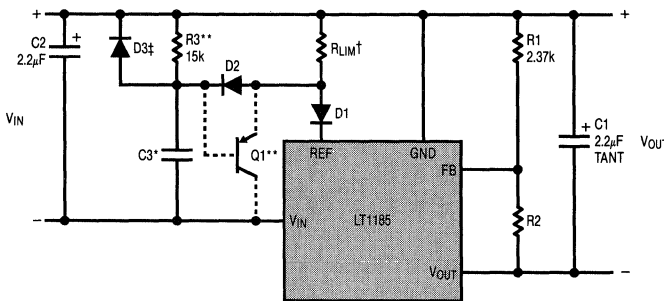 +
+
C2
2.2µF
+
D3‡
R3**
15k
D2
RLIM†
R1
2.37k
VIN
D1
C3*
Q1**
REF
GND
FB
+
C1
2.2µF
TANT
VOUT
–
VIN
LT1185
R2
VOUT
–